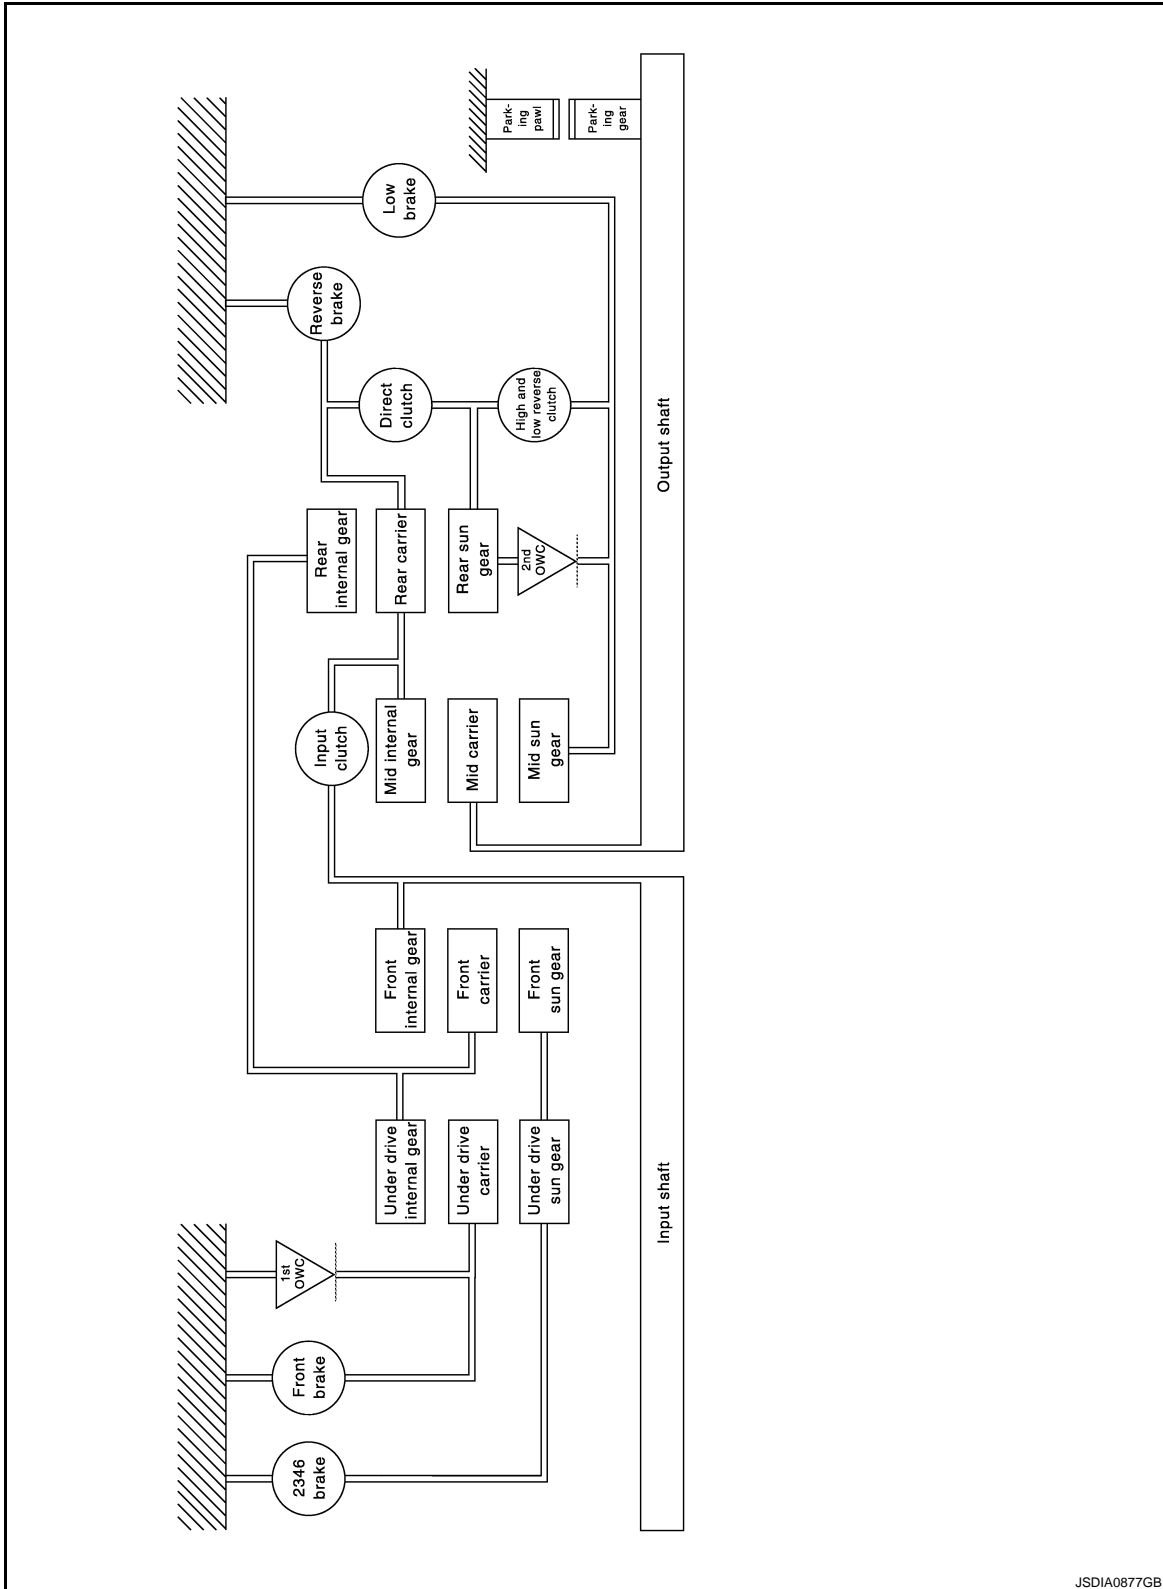 2346
brake
Front
brake
1st
OWC
Under drive
internal gear
Under drive
carrier
Under drive
sun gear
Front
internal gear
Front
carrier
Front
sun gear
Input
clutch
Mid internal
gear
Mid carrier
Mid sun
gear
Rear
internal gear
Rear carrier
Rear sun
gear
2nd
OWC
Direct
clutch
High and
low reverse
clutch
Reverse
brake
Low
brake
Park-
ing
pawl
Park-
ing
gear
Input shaft
Output shaft
JSDIA0877GB